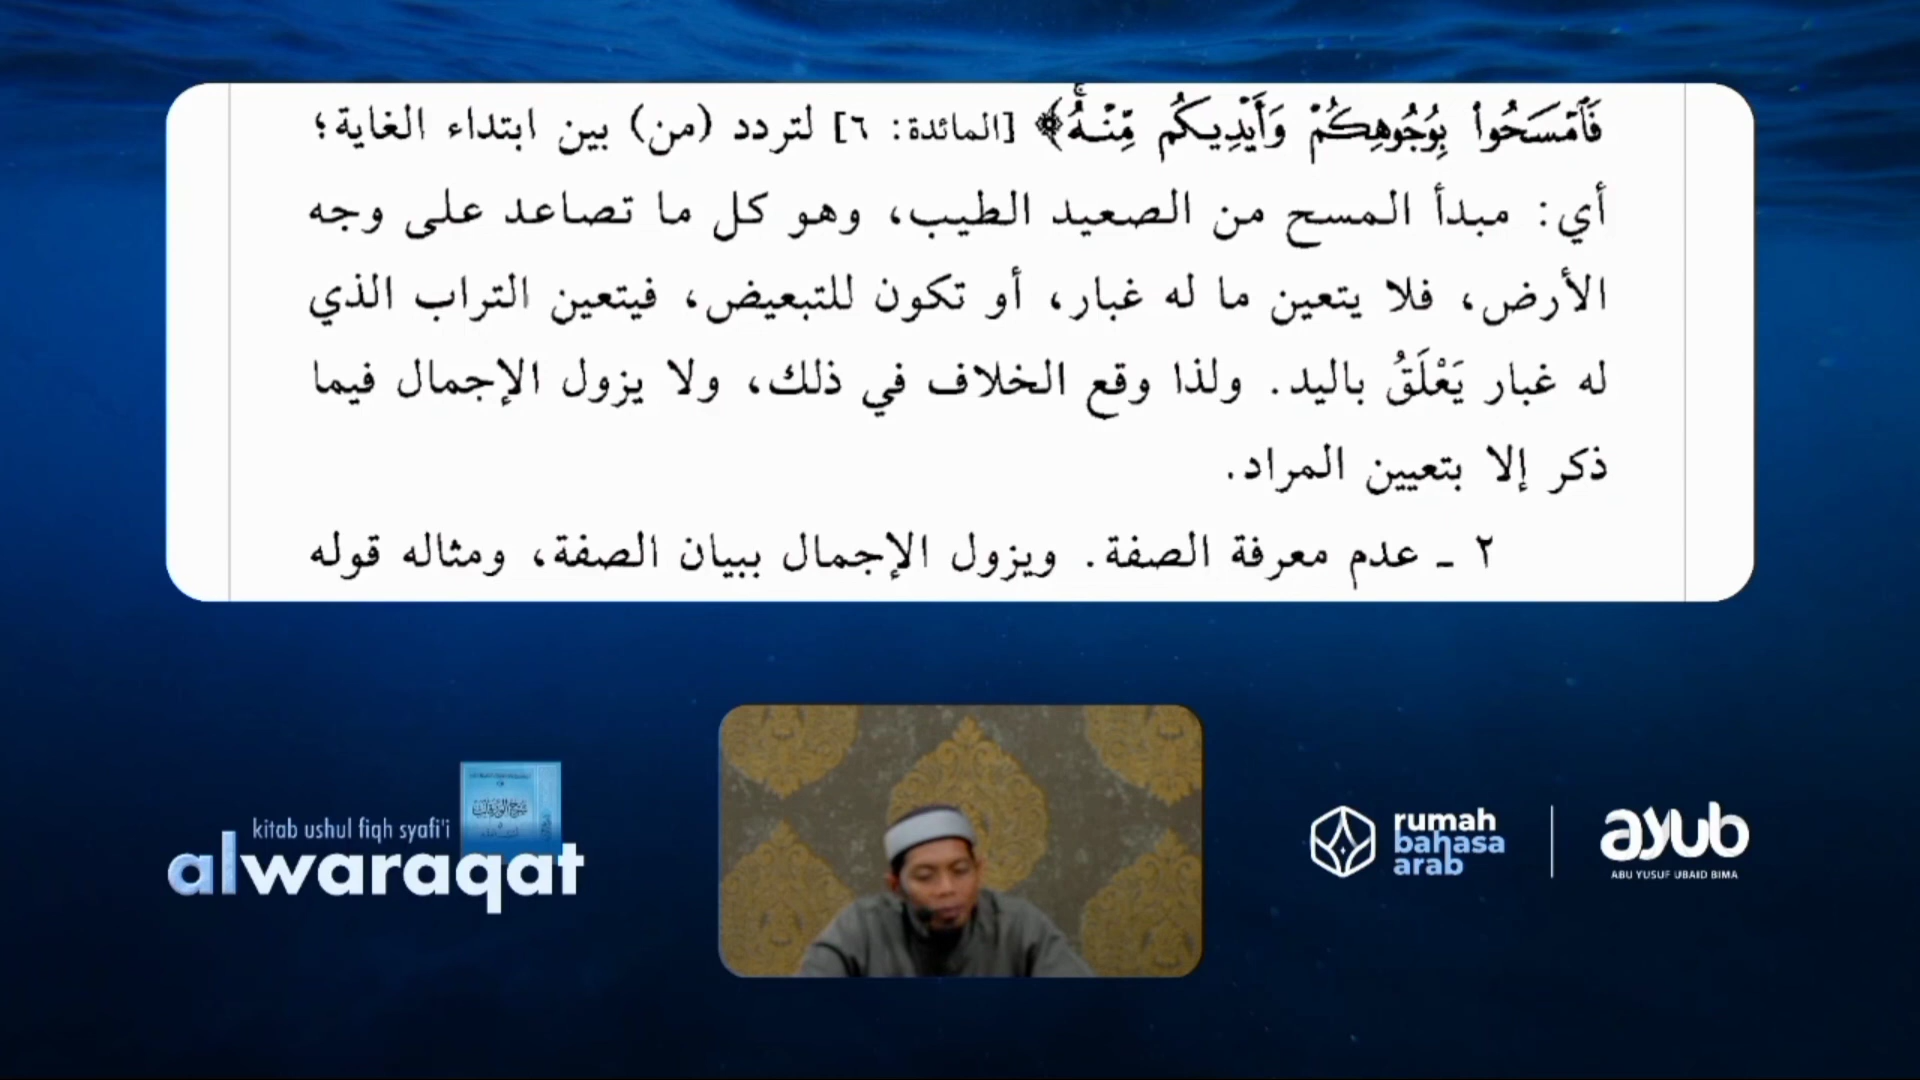 فَٱمۡسَحُواْ بِوُجُوهِكُمۡ وَأَيۡدِيكُم مِّنۡهُۚ﴾ [المائدة: ٦] لتردد (من) بين ابتداء الغاية؛
أي: مبدأ المسح من الصعيد الطيب، وهو كل ما تصاعد على وجه
الأرض، فلا يتعين ما له غبار، أو تكون للتبعيض، فيتعين التراب الذي
له غبار يَعْلَقُ باليد. ولذا وقع الخلاف في ذلك، ولا يزول الإجمال فيما
ذكر إلا بتعيين المراد.
٢ ـ عدم معرفة الصفة. ويزول الإجمال ببيان الصفة، ومثاله قوله
kitab ushul fiqh syafi'i
alwaraqat
rumah
bahasa
arab
ayub
ABU YUSUF UBAID BIMA